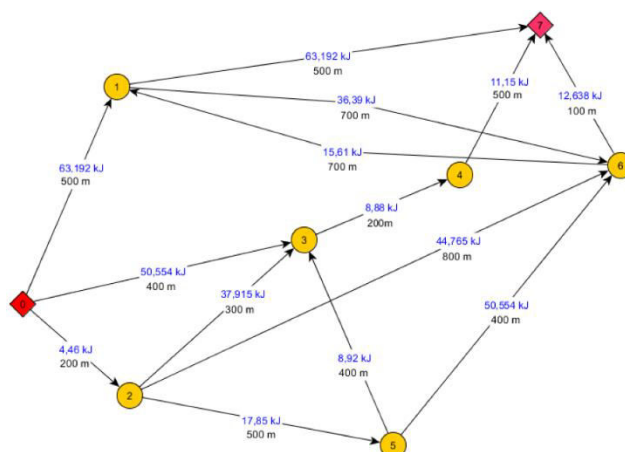 7
63,192 kJ
500 m
1
11,15 kJ
500 m
12,638 kJ
100 m
36,39 kJ
700 m
15,61 kJ
700 m
6
63,192 kJ
500 m
4
8,88 kJ
200m
3
44,765 kJ
800 m
50,554 kJ
400 m
37,915 kJ
300 m
0
50,554 kJ
400 m
4,46 kJ
200 m
8,92 kJ
400 m
2
17,85 kJ
500 m
5